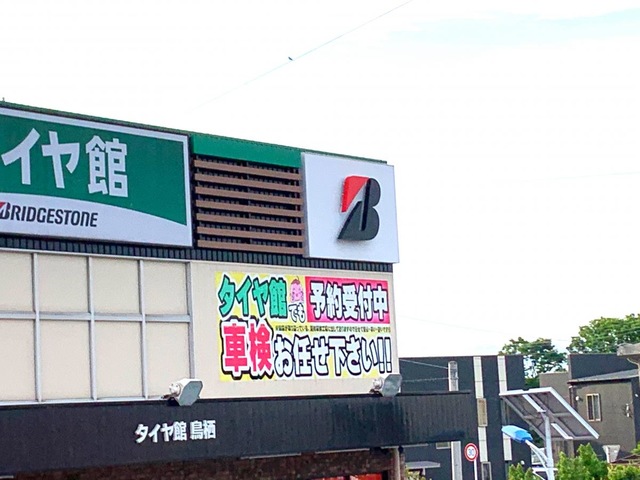 イヤ館
BRIDGESTONE
B
タイヤ館でも 予約受付中
車検お任せ下さい!!
タイヤ館 鳥栖
30